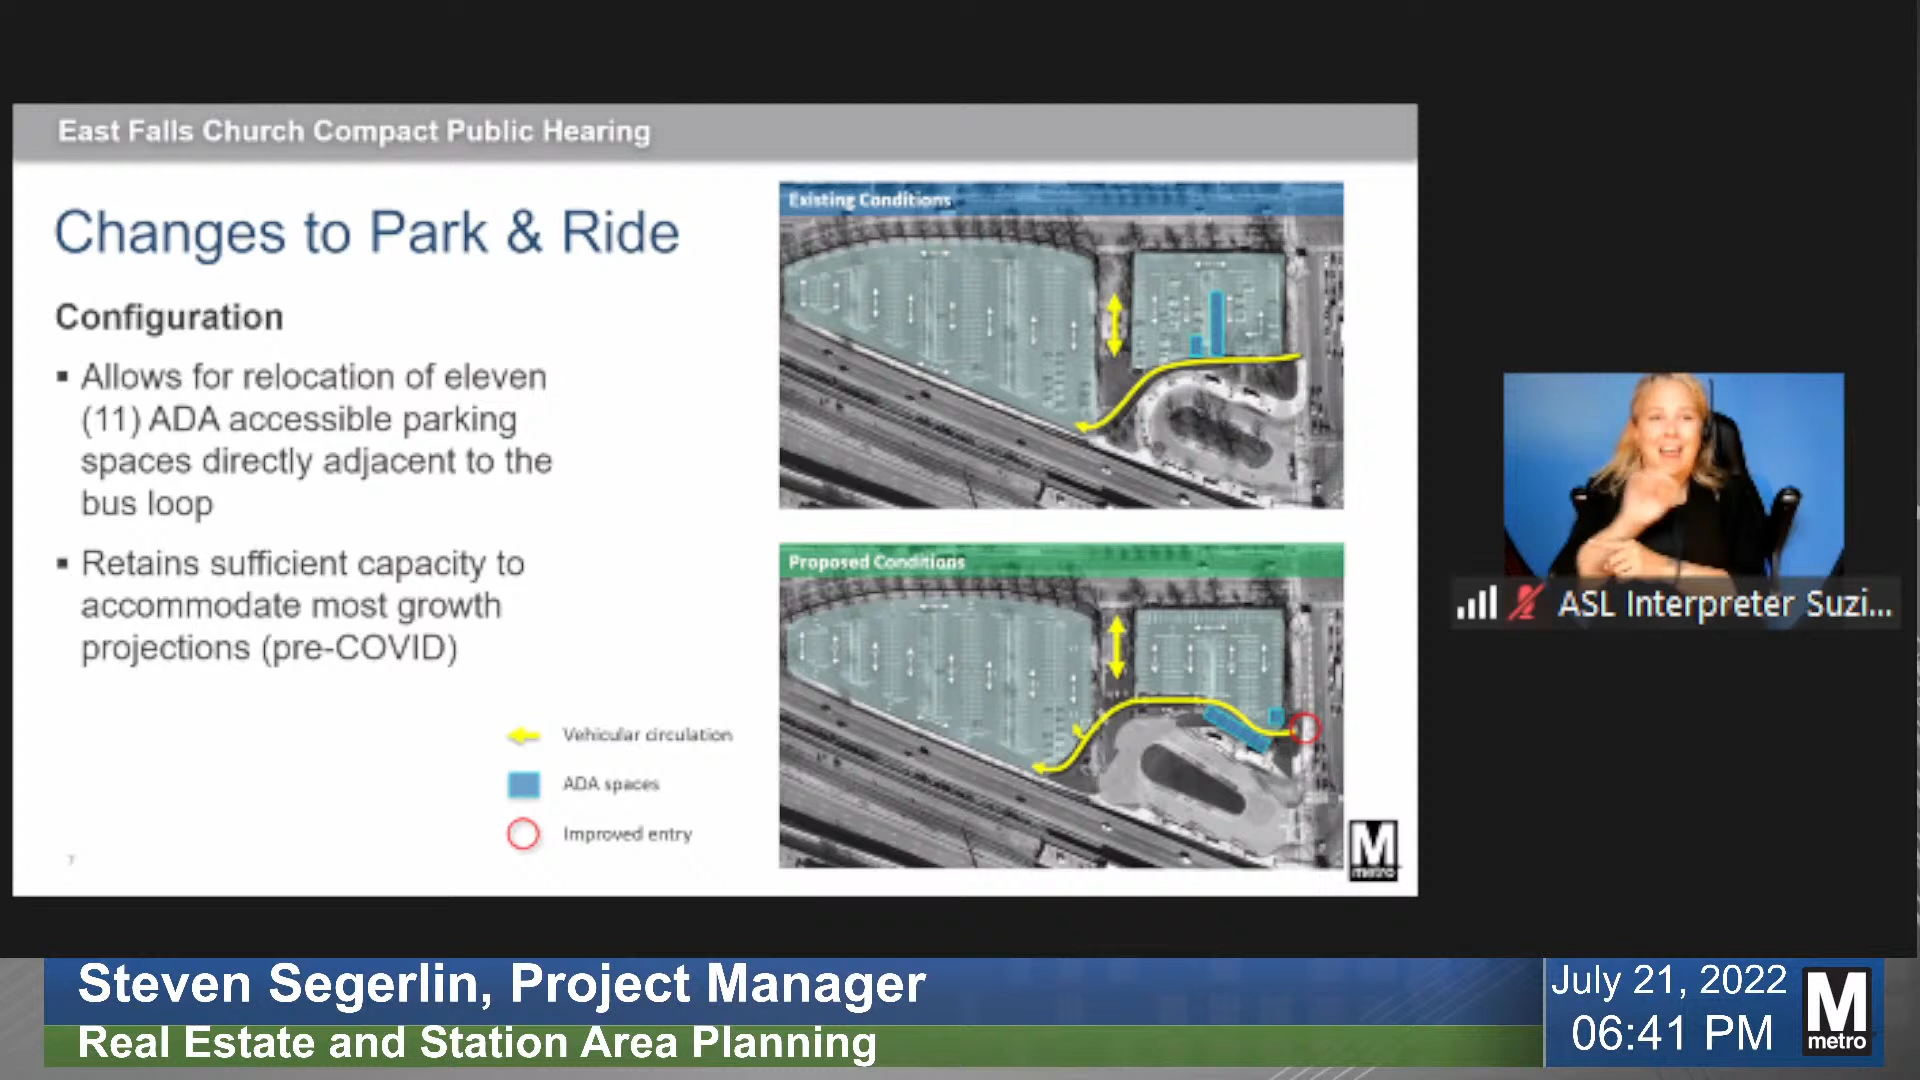 East Falls Church Compact Public Hearing
Changes to Park & Ride
Configuration
▪ Allows for relocation of eleven
(11) ADA accessible parking
spaces directly adjacent to the
bus loop
▪ Retains sufficient capacity to
accommodate most growth
projections (pre-COVID)
Vehicular circulation
ADA spaces
Improved entry
7
Existing Conditions
Proposed Conditions
M
metro
ASL Interpreter Suzi...
Steven Segerlin, Project Manager
Real Estate and Station Area Planning
July 21, 2022
06:41 PM
M
metro